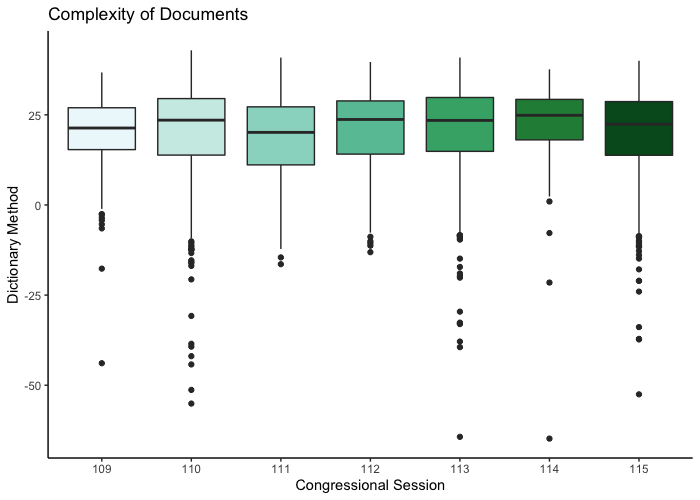 Complexity of Documents
Dictionary Method
25
0
-25
-50
109 110 111 112 113 114 115
Congressional Session